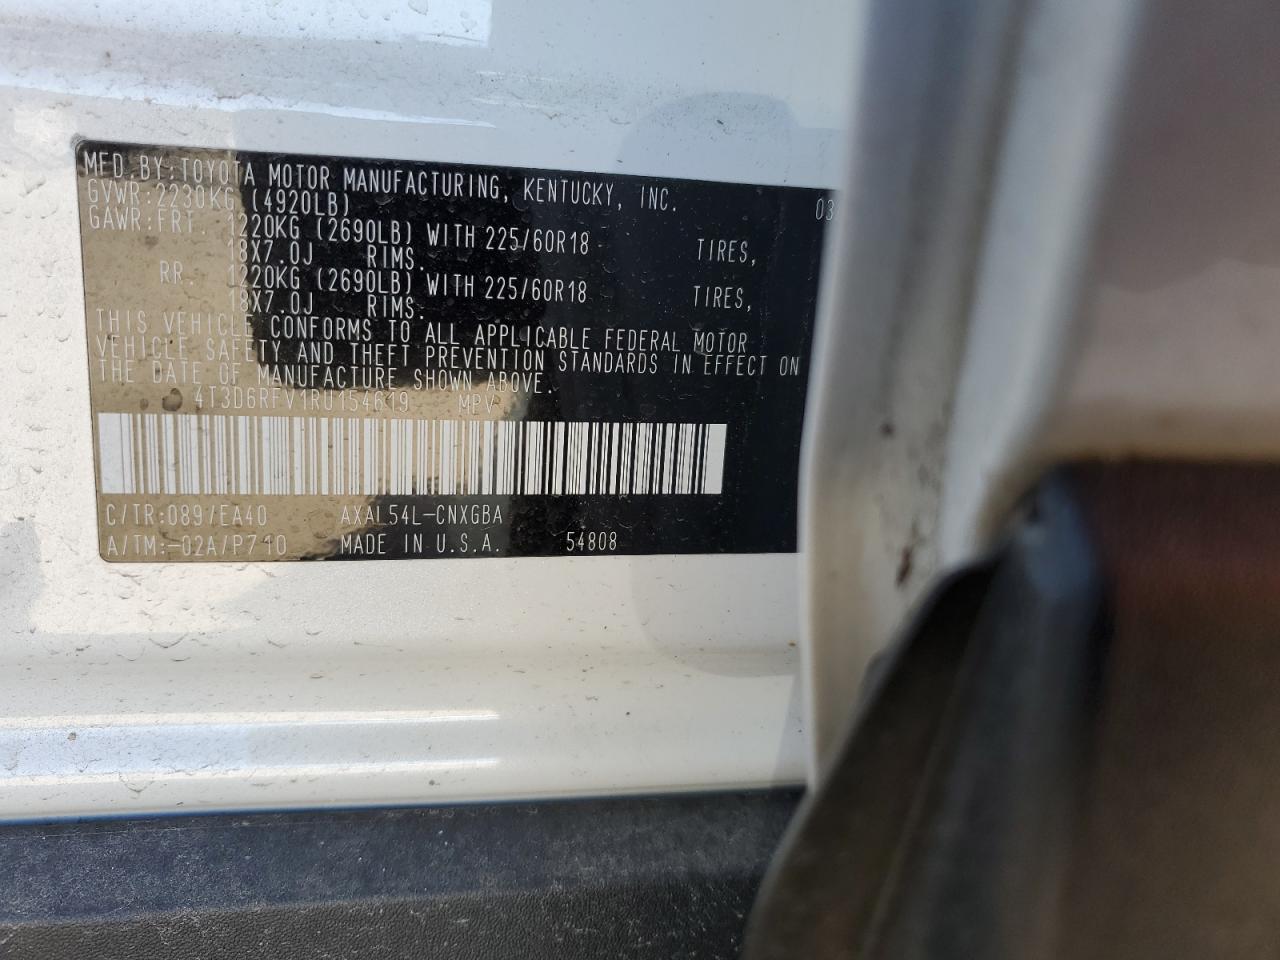 MFD. BY: TOYOTA MOTOR MANUFACTURING, KENTUCKY, INC. 03
GVWR: 2230KG (4920LB)
GAWR: FRT. 1220KG (2690LB) WITH 225/60R18 TIRES,
18X7.0J RIMS.
RR. 1220KG (2690LB) WITH 225/60R18 TIRES,
18X7.0J RIMS.
THIS VEHICLE CONFORMS TO ALL APPLICABLE FEDERAL MOTOR
VEHICLE SAFETY AND THEFT PREVENTION STANDARDS IN EFFECT ON
THE DATE OF MANUFACTURE SHOWN ABOVE.
4T3D6RFV1RU154619 MPV
C/TR:089/EA40 AXAL54L-CNXGBA
A/TM:-02A/P710 MADE IN U.S.A. 54808